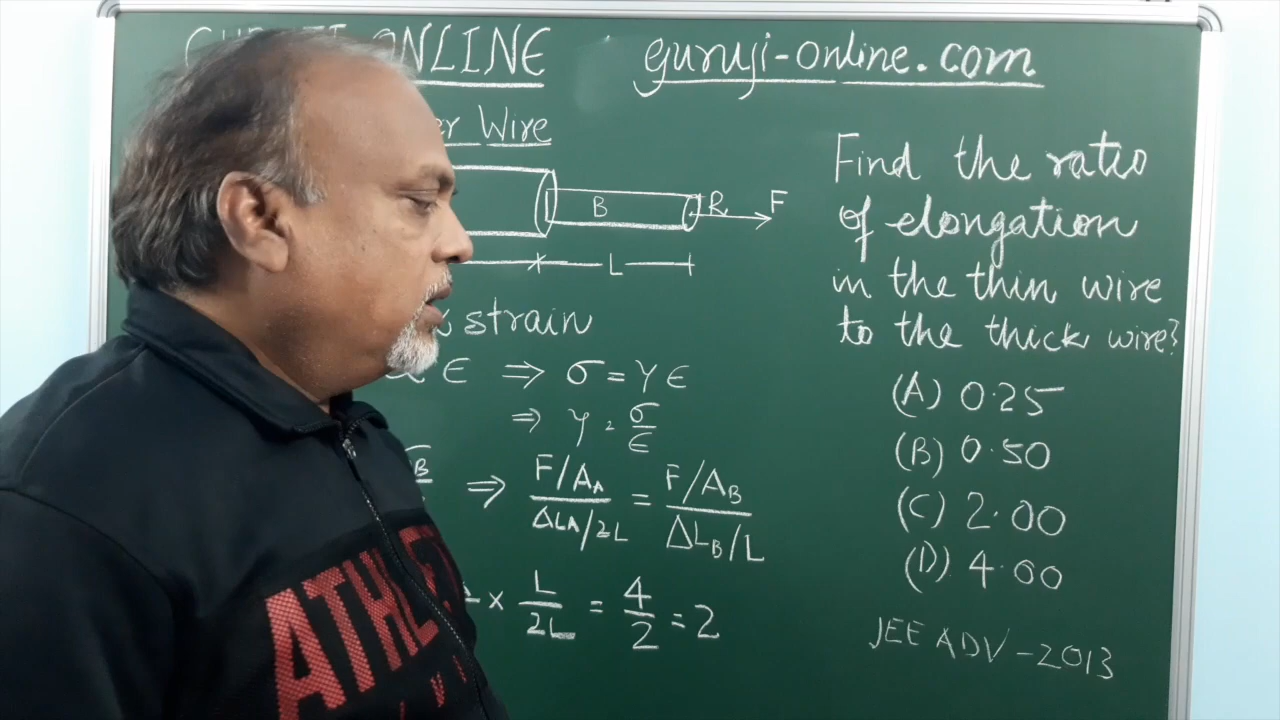 ONLINE guruji-online.com
Wire
B R F
L
Find the ratio
of elongation
in the thin wire
to the thick wire?
strain
ϵ ⇒ σ = Y ϵ
⇒ Y = σ/ϵ
B ⇒ F/A_A / ΔL_A/2L = F/A_B / ΔL_B/L
× L/2L = 4/2 = 2
(A) 0.25
(B) 0.50
(C) 2.00
(D) 4.00
JEE ADV - 2013
ATHLET